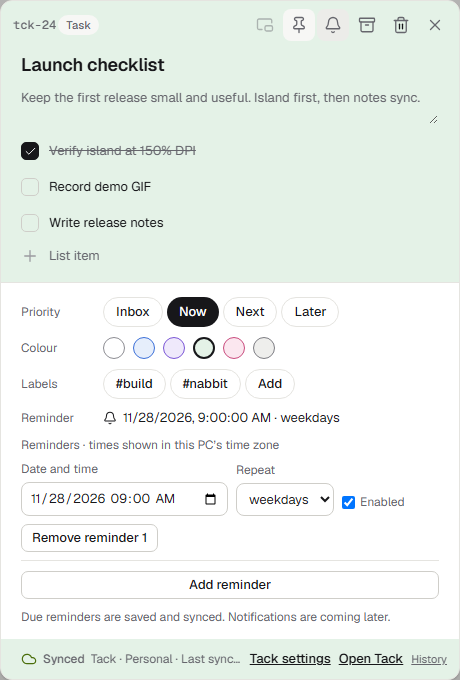 tck-24 Task
Launch checklist
Keep the first release small and useful. Island first, then notes sync.
Verify island at 150% DPI
Record demo GIF
Write release notes
List item
Priority Inbox Now Next Later
Colour
Labels #build #nabbit Add
Reminder 11/28/2026, 9:00:00 AM · weekdays
Reminders · times shown in this PC's time zone
Date and time Repeat
11/28/2026 09:00 AM weekdays Enabled
Remove reminder 1
Add reminder
Due reminders are saved and synced. Notifications are coming later.
Synced Tack · Personal · Last sync... Tack settings Open Tack History